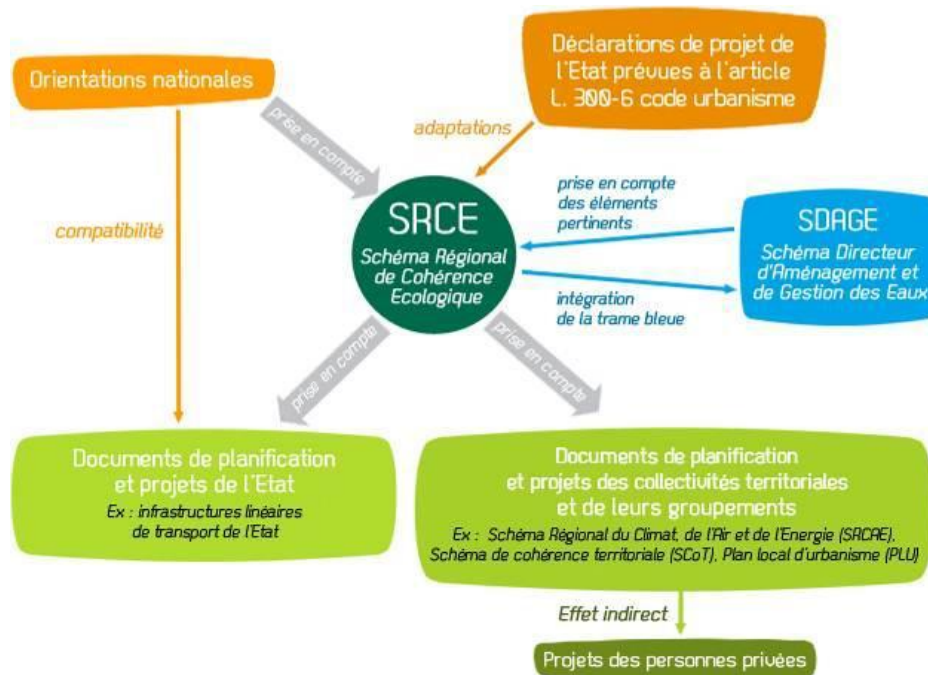 Orientations nationales
Déclarations de projet de
l'Etat prévues à l'article
L. 300-6 code urbanisme
prise en compte
adaptations
compatibilité
prise en compte
des éléments
pertinents
SRCE
Schéma Régional
de Cohérence
Ecologique
SDAGE
Schéma Directeur
d'Aménagement et
de Gestion des Eaux
intégration
de la trame bleue
prise en compte
prise en compte
Documents de planification
et projets de l'Etat
Ex : infrastructures linéaires
de transport de l'Etat
Documents de planification
et projets des collectivités territoriales
et de leurs groupements
Ex : Schéma Régional du Climat, de l'Air et de l'Energie (SRCAE),
Schéma de cohérence territoriale (SCoT), Plan local d'urbanisme (PLU)
Effet indirect
Projets des personnes privées